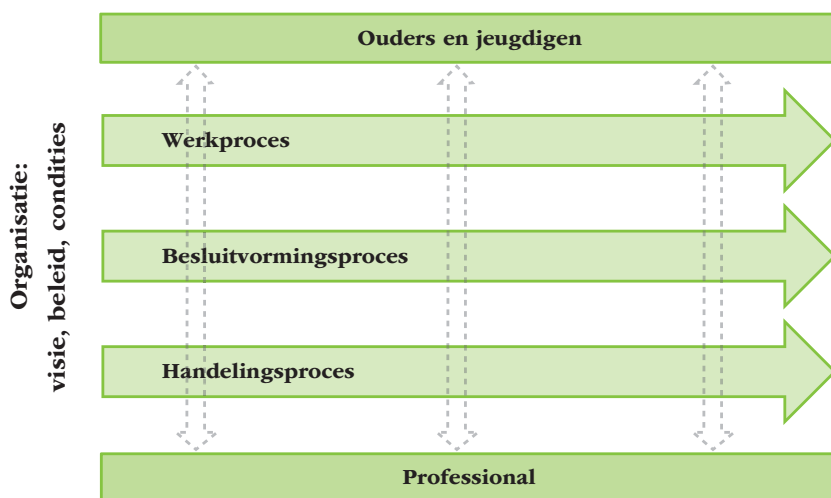 Ouders en jeugdigen
Organisatie:
visie, beleid, condities
Werkproces
Besluitvormingsproces
Handelingsproces
Professional